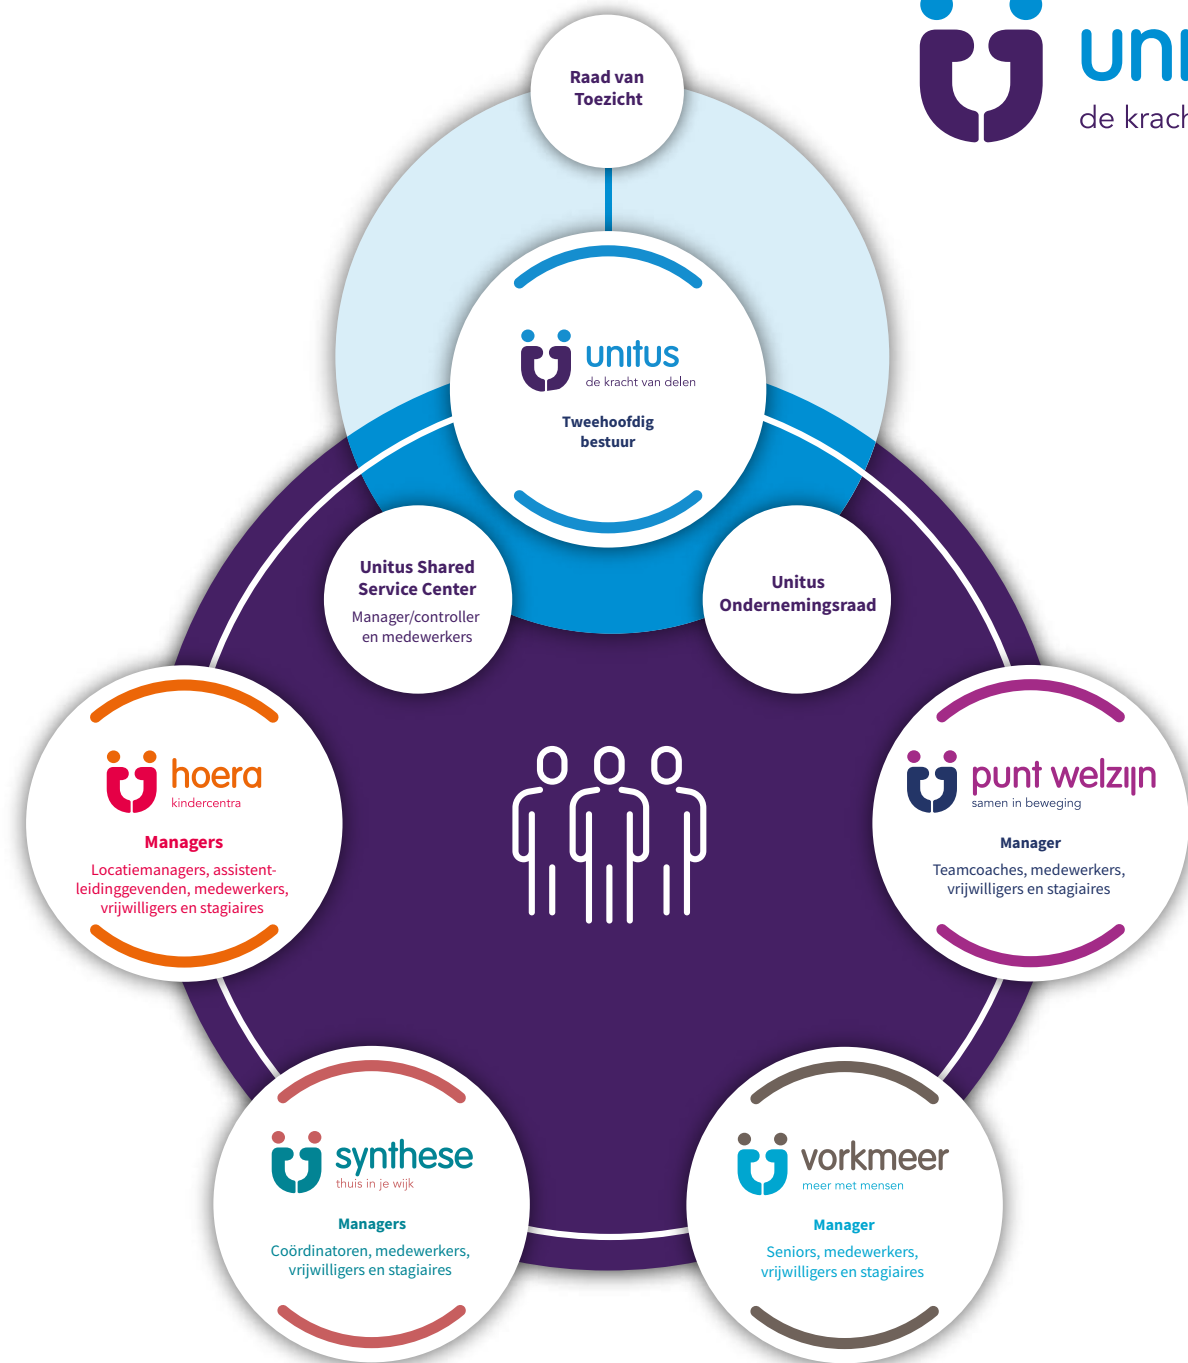 Raad van
Toezicht
de
unitus
de kracht van delen
Tweehoofdig
bestuur
Unitus Shared
Service Center
Manager/controller
en medewerkers
Unitus
Ondernemingsraad
hoera
kindercentra
Managers
Locatiemanagers, assistent-
leidinggevenden, medewerkers,
vrijwilligers en stagiaires
punt welzijn
samen in beweging
Manager
Teamcoaches, medewerkers,
vrijwilligers en stagiaires
synthese
thuis in je wijk
Managers
Coördinatoren, medewerkers,
vrijwilligers en stagiaires
vorkmeer
meer met mensen
Manager
Seniors, medewerkers,
vrijwilligers en stagiaires